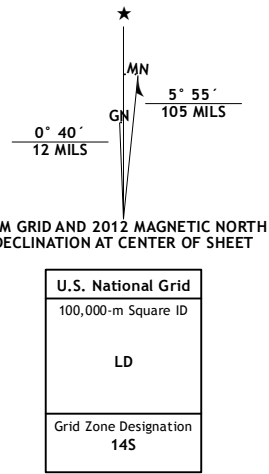 ★
MN
GN
5° 55´
105 MILS
0° 40´
12 MILS
M GRID AND 2012 MAGNETIC NORTH
DECLINATION AT CENTER OF SHEET
U.S. National Grid
100,000-m Square ID
LD
Grid Zone Designation
14S